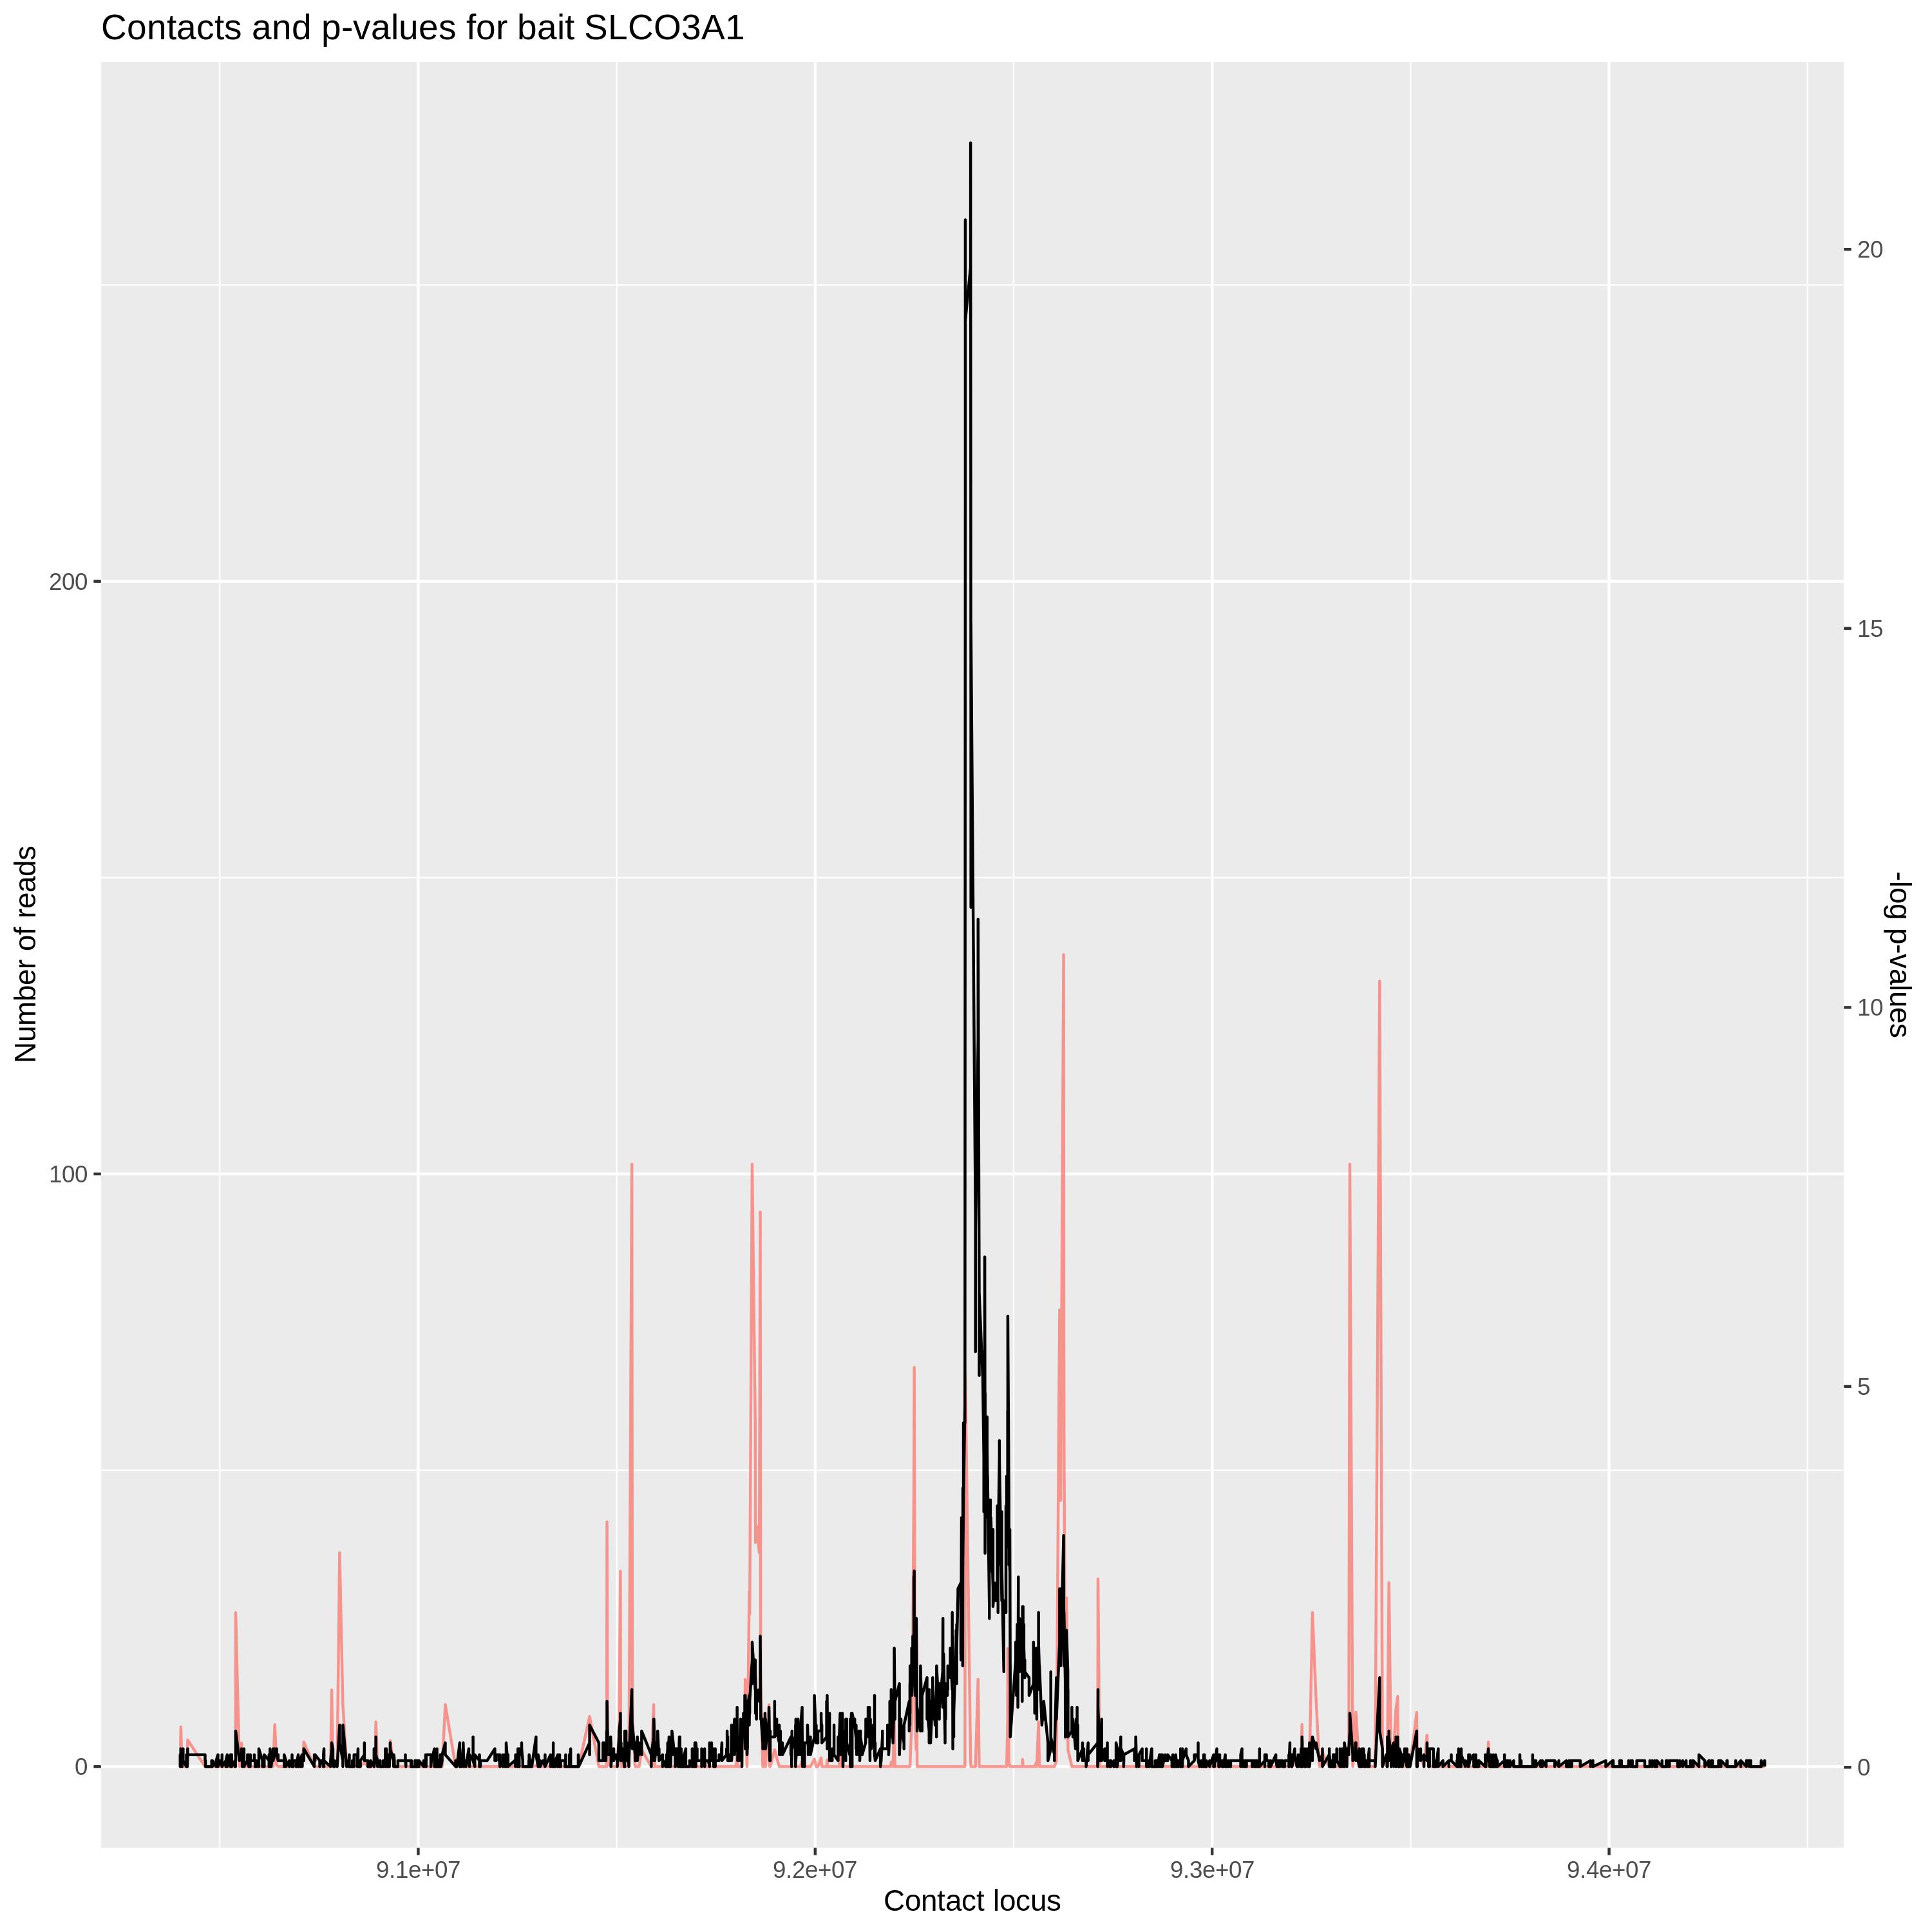 Contacts and p-values for bait SLCO3A1
Number of reads
200
100
0
20
15
10
5
0
-log p-values
9.1e+07 9.2e+07 9.3e+07 9.4e+07
Contact locus